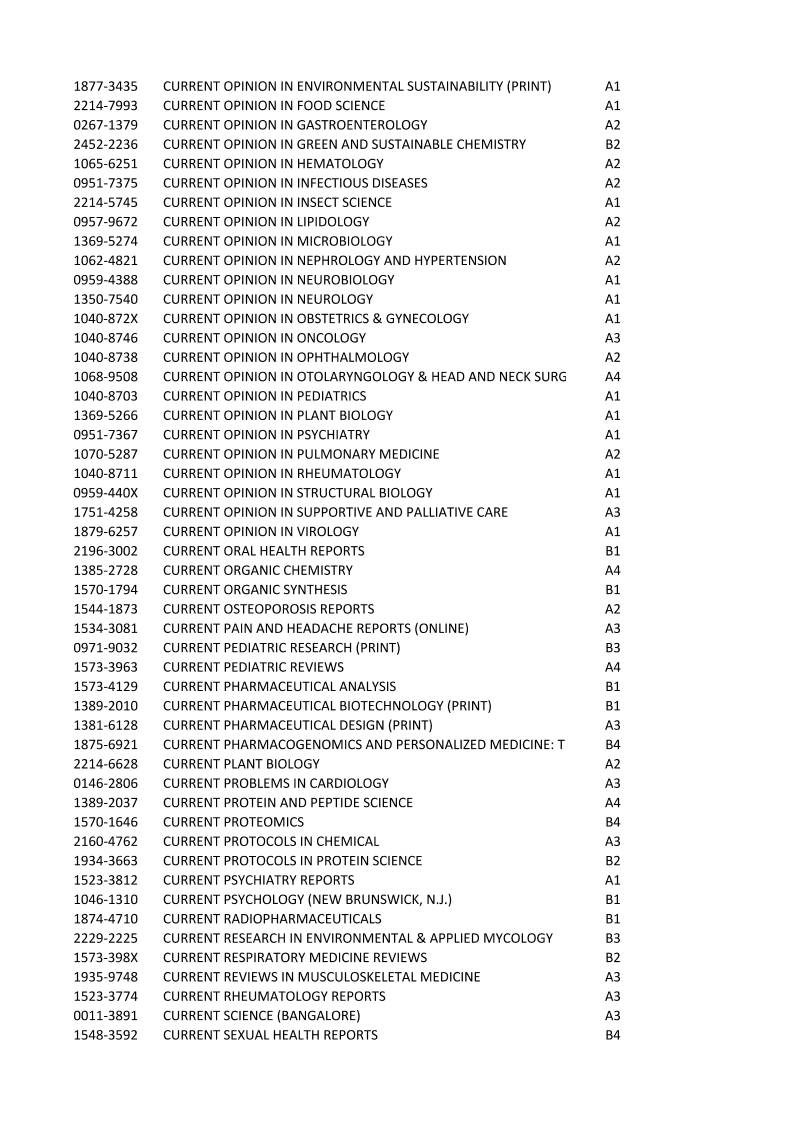 1877-3435 CURRENT OPINION IN ENVIRONMENTAL SUSTAINABILITY (PRINT) A1
2214-7993 CURRENT OPINION IN FOOD SCIENCE A1
0267-1379 CURRENT OPINION IN GASTROENTEROLOGY A2
2452-2236 CURRENT OPINION IN GREEN AND SUSTAINABLE CHEMISTRY B2
1065-6251 CURRENT OPINION IN HEMATOLOGY A2
0951-7375 CURRENT OPINION IN INFECTIOUS DISEASES A2
2214-5745 CURRENT OPINION IN INSECT SCIENCE A1
0957-9672 CURRENT OPINION IN LIPIDOLOGY A2
1369-5274 CURRENT OPINION IN MICROBIOLOGY A1
1062-4821 CURRENT OPINION IN NEPHROLOGY AND HYPERTENSION A2
0959-4388 CURRENT OPINION IN NEUROBIOLOGY A1
1350-7540 CURRENT OPINION IN NEUROLOGY A1
1040-872X CURRENT OPINION IN OBSTETRICS & GYNECOLOGY A1
1040-8746 CURRENT OPINION IN ONCOLOGY A3
1040-8738 CURRENT OPINION IN OPHTHALMOLOGY A2
1068-9508 CURRENT OPINION IN OTOLARYNGOLOGY & HEAD AND NECK SURG A4
1040-8703 CURRENT OPINION IN PEDIATRICS A1
1369-5266 CURRENT OPINION IN PLANT BIOLOGY A1
0951-7367 CURRENT OPINION IN PSYCHIATRY A1
1070-5287 CURRENT OPINION IN PULMONARY MEDICINE A2
1040-8711 CURRENT OPINION IN RHEUMATOLOGY A1
0959-440X CURRENT OPINION IN STRUCTURAL BIOLOGY A1
1751-4258 CURRENT OPINION IN SUPPORTIVE AND PALLIATIVE CARE A3
1879-6257 CURRENT OPINION IN VIROLOGY A1
2196-3002 CURRENT ORAL HEALTH REPORTS B1
1385-2728 CURRENT ORGANIC CHEMISTRY A4
1570-1794 CURRENT ORGANIC SYNTHESIS B1
1544-1873 CURRENT OSTEOPOROSIS REPORTS A2
1534-3081 CURRENT PAIN AND HEADACHE REPORTS (ONLINE) A3
0971-9032 CURRENT PEDIATRIC RESEARCH (PRINT) B3
1573-3963 CURRENT PEDIATRIC REVIEWS A4
1573-4129 CURRENT PHARMACEUTICAL ANALYSIS B1
1389-2010 CURRENT PHARMACEUTICAL BIOTECHNOLOGY (PRINT) B1
1381-6128 CURRENT PHARMACEUTICAL DESIGN (PRINT) A3
1875-6921 CURRENT PHARMACOGENOMICS AND PERSONALIZED MEDICINE: T B4
2214-6628 CURRENT PLANT BIOLOGY A2
0146-2806 CURRENT PROBLEMS IN CARDIOLOGY A3
1389-2037 CURRENT PROTEIN AND PEPTIDE SCIENCE A4
1570-1646 CURRENT PROTEOMICS B4
2160-4762 CURRENT PROTOCOLS IN CHEMICAL A3
1934-3663 CURRENT PROTOCOLS IN PROTEIN SCIENCE B2
1523-3812 CURRENT PSYCHIATRY REPORTS A1
1046-1310 CURRENT PSYCHOLOGY (NEW BRUNSWICK, N.J.) B1
1874-4710 CURRENT RADIOPHARMACEUTICALS B1
2229-2225 CURRENT RESEARCH IN ENVIRONMENTAL & APPLIED MYCOLOGY B3
1573-398X CURRENT RESPIRATORY MEDICINE REVIEWS B2
1935-9748 CURRENT REVIEWS IN MUSCULOSKELETAL MEDICINE A3
1523-3774 CURRENT RHEUMATOLOGY REPORTS A3
0011-3891 CURRENT SCIENCE (BANGALORE) A3
1548-3592 CURRENT SEXUAL HEALTH REPORTS B4